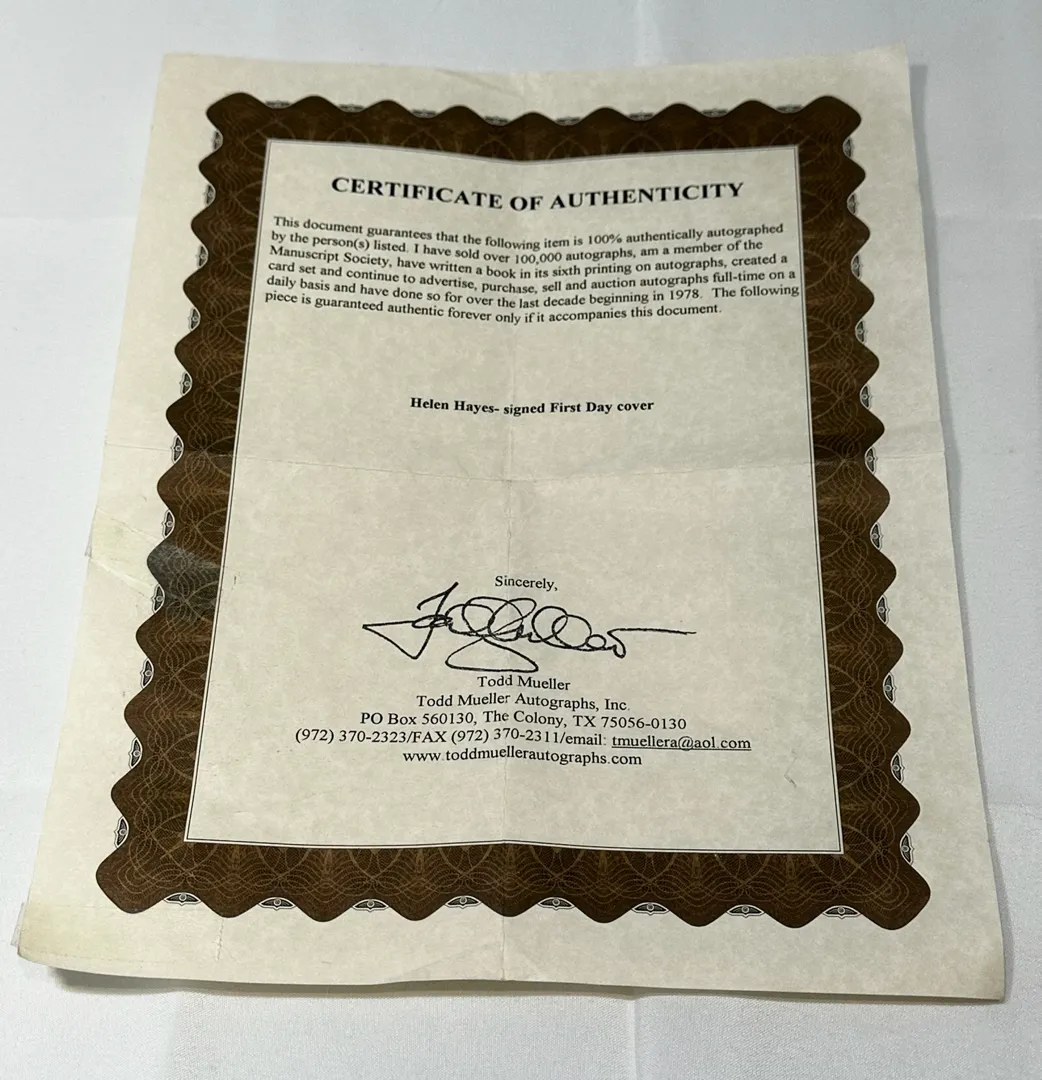 CERTIFICATE OF AUTHENTICITY
This document guarantees that the following item is 100% authentically autographed
by the person(s) listed. I have sold over 100,000 autographs, am a member of the
Manuscript Society, have written a book in its sixth printing on autographs, created a
card set and continue to advertise, purchase, sell and auction autographs full-time on a
daily basis and have done so for over the last decade beginning in 1978. The following
piece is guaranteed authentic forever only if it accompanies this document.
Helen Hayes- signed First Day cover
Sincerely,
Todd Mueller
Todd Mueller Autographs, Inc.
PO Box 560130, The Colony, TX 75056-0130
(972) 370-2323/FAX (972) 370-2311/email: tmuellera@aol.com
www.toddmuellerautographs.com